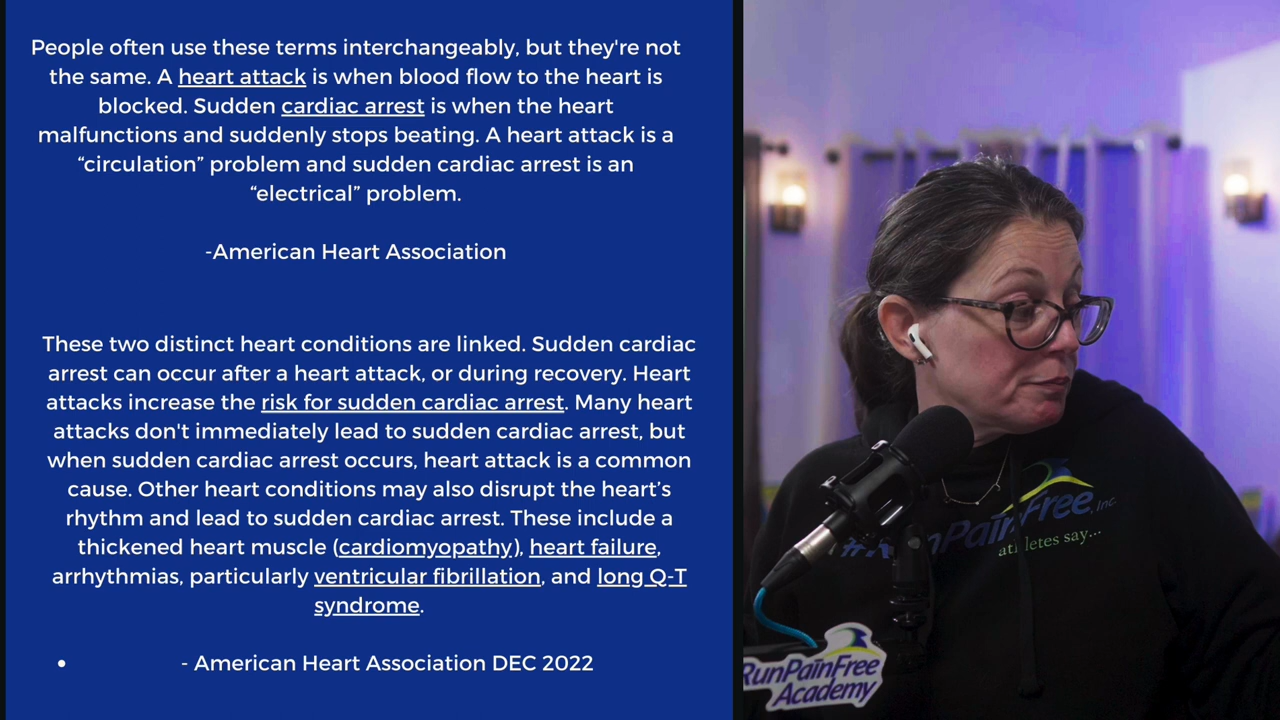 People often use these terms interchangeably, but they're not
the same. A heart attack is when blood flow to the heart is
blocked. Sudden cardiac arrest is when the heart
malfunctions and suddenly stops beating. A heart attack is a
“circulation” problem and sudden cardiac arrest is an
“electrical” problem.
-American Heart Association
These two distinct heart conditions are linked. Sudden cardiac
arrest can occur after a heart attack, or during recovery. Heart
attacks increase the risk for sudden cardiac arrest. Many heart
attacks don't immediately lead to sudden cardiac arrest, but
when sudden cardiac arrest occurs, heart attack is a common
cause. Other heart conditions may also disrupt the heart’s
rhythm and lead to sudden cardiac arrest. These include a
thickened heart muscle (cardiomyopathy), heart failure,
arrhythmias, particularly ventricular fibrillation, and long Q-T
syndrome.
• - American Heart Association DEC 2022
PainFree, Inc.
athletes say...
RunPainFree
Academy